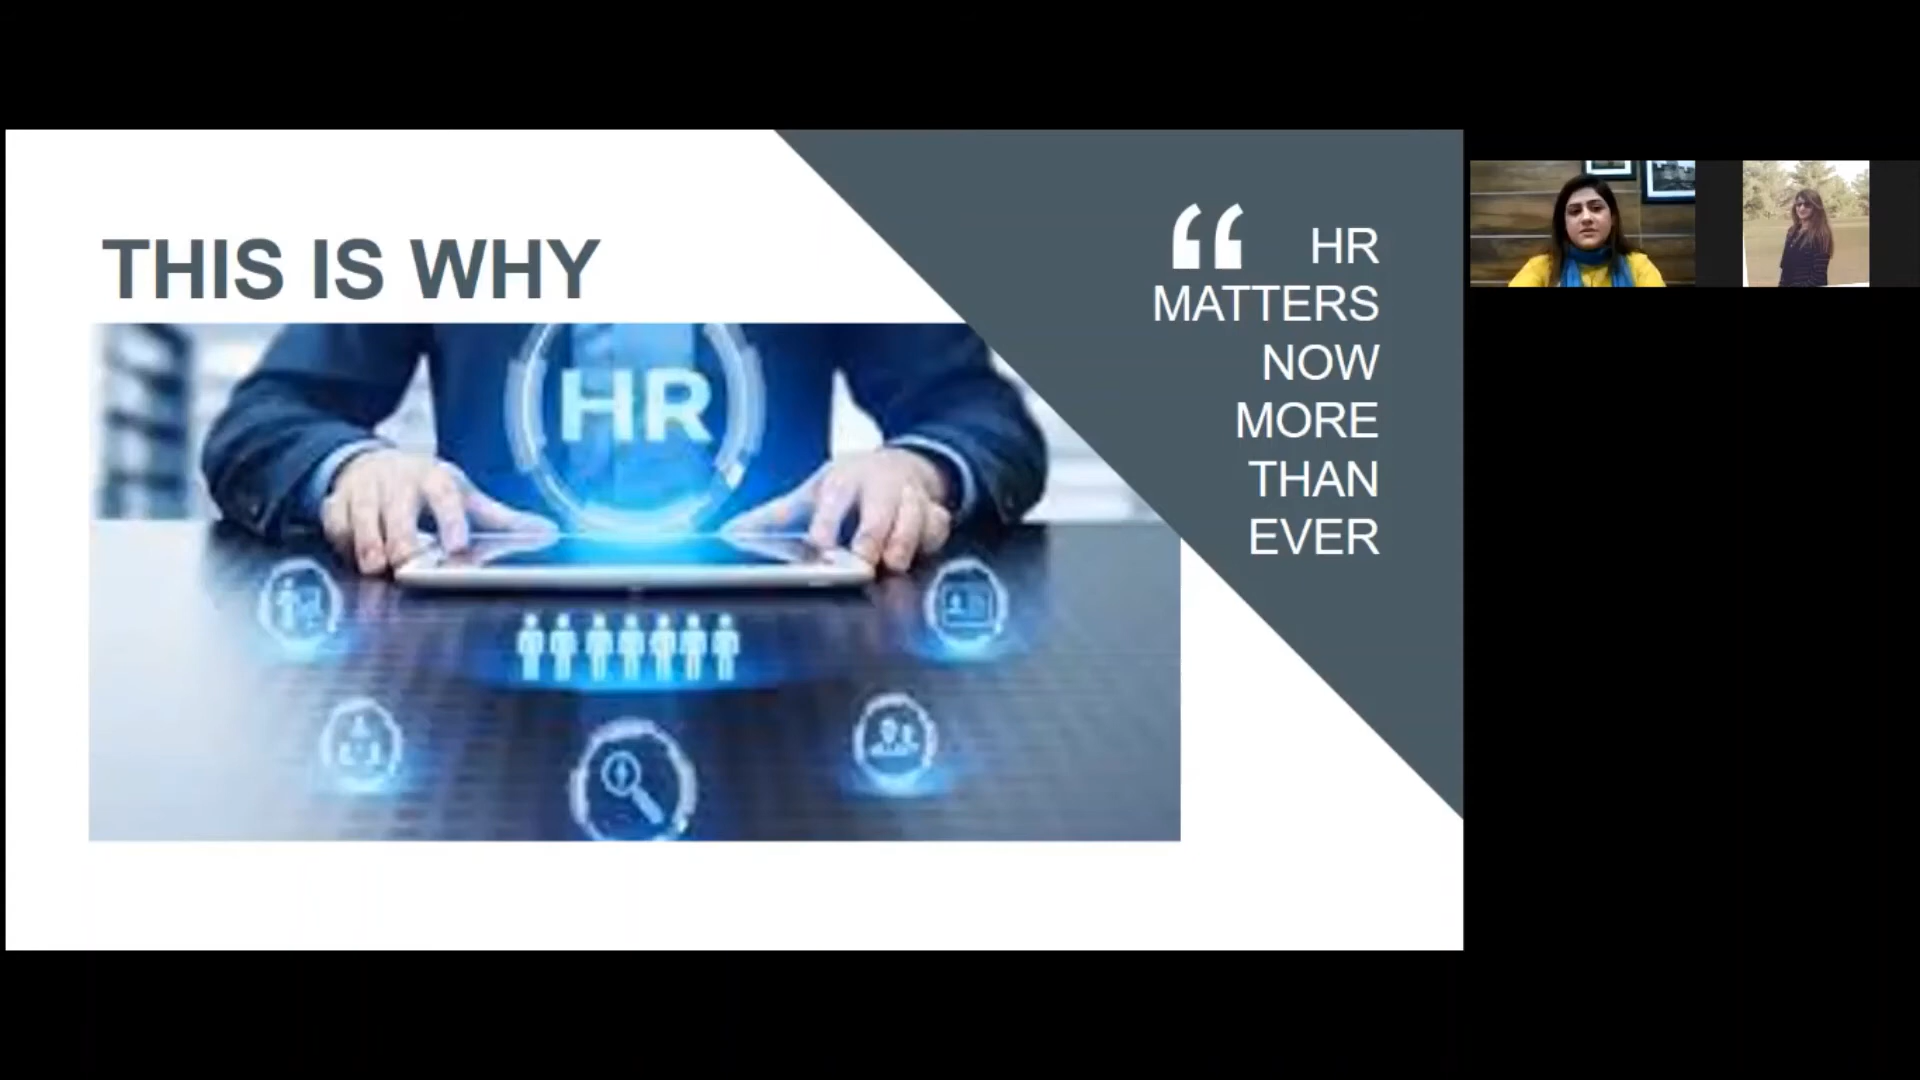 THIS IS WHY
HR
“ HR
MATTERS
NOW
MORE
THAN
EVER